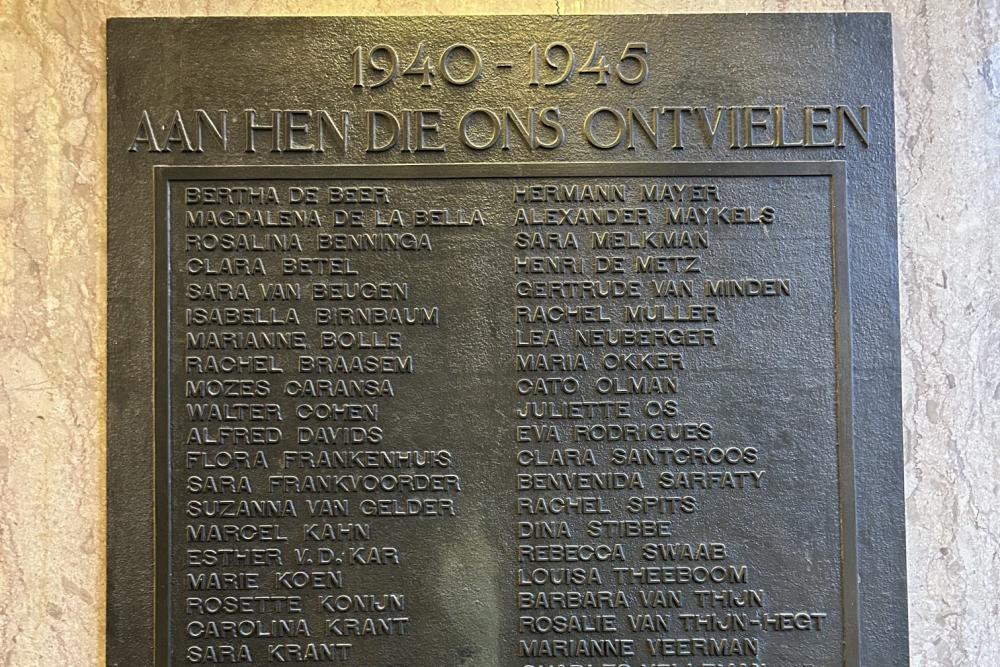 1940 - 1945
AAN HEN DIE ONS ONTVIELEN
BERTHA DE BEER
MAGDALENA DE LA BELLA
ROSALINA BENNINGA
CLARA BETEL
SARA VAN BEUGEN
ISABELLA BIRNBAUM
MARIANNE BOLLE
RACHEL BRAASEM
MOZES CARANSA
WALTER COHEN
ALFRED DAVIDS
FLORA FRANKENHUIS
SARA FRANKVOORDER
SUZANNA VAN GELDER
MARCEL KAHN
ESTHER V.D. KAR
MARIE KOEN
ROSETTE KONIJN
CAROLINA KRANT
SARA KRANT
HERMANN MAYER
ALEXANDER MAYKELS
SARA MELKMAN
HENRI DE METZ
GERTRUDE VAN MINDEN
RACHEL MULLER
LEA NEUBERGER
MARIA OKKER
CATO OLMAN
JULIETTE OS
EVA RODRIGUES
CLARA SANTCROOS
BENVENIDA SARFATY
RACHEL SPITS
DINA STIBBE
REBECCA SWAAB
LOUISA THEEBOOM
BARBARA VAN THIJN
ROSALIE VAN THIJN-HEGT
MARIANNE VEERMAN